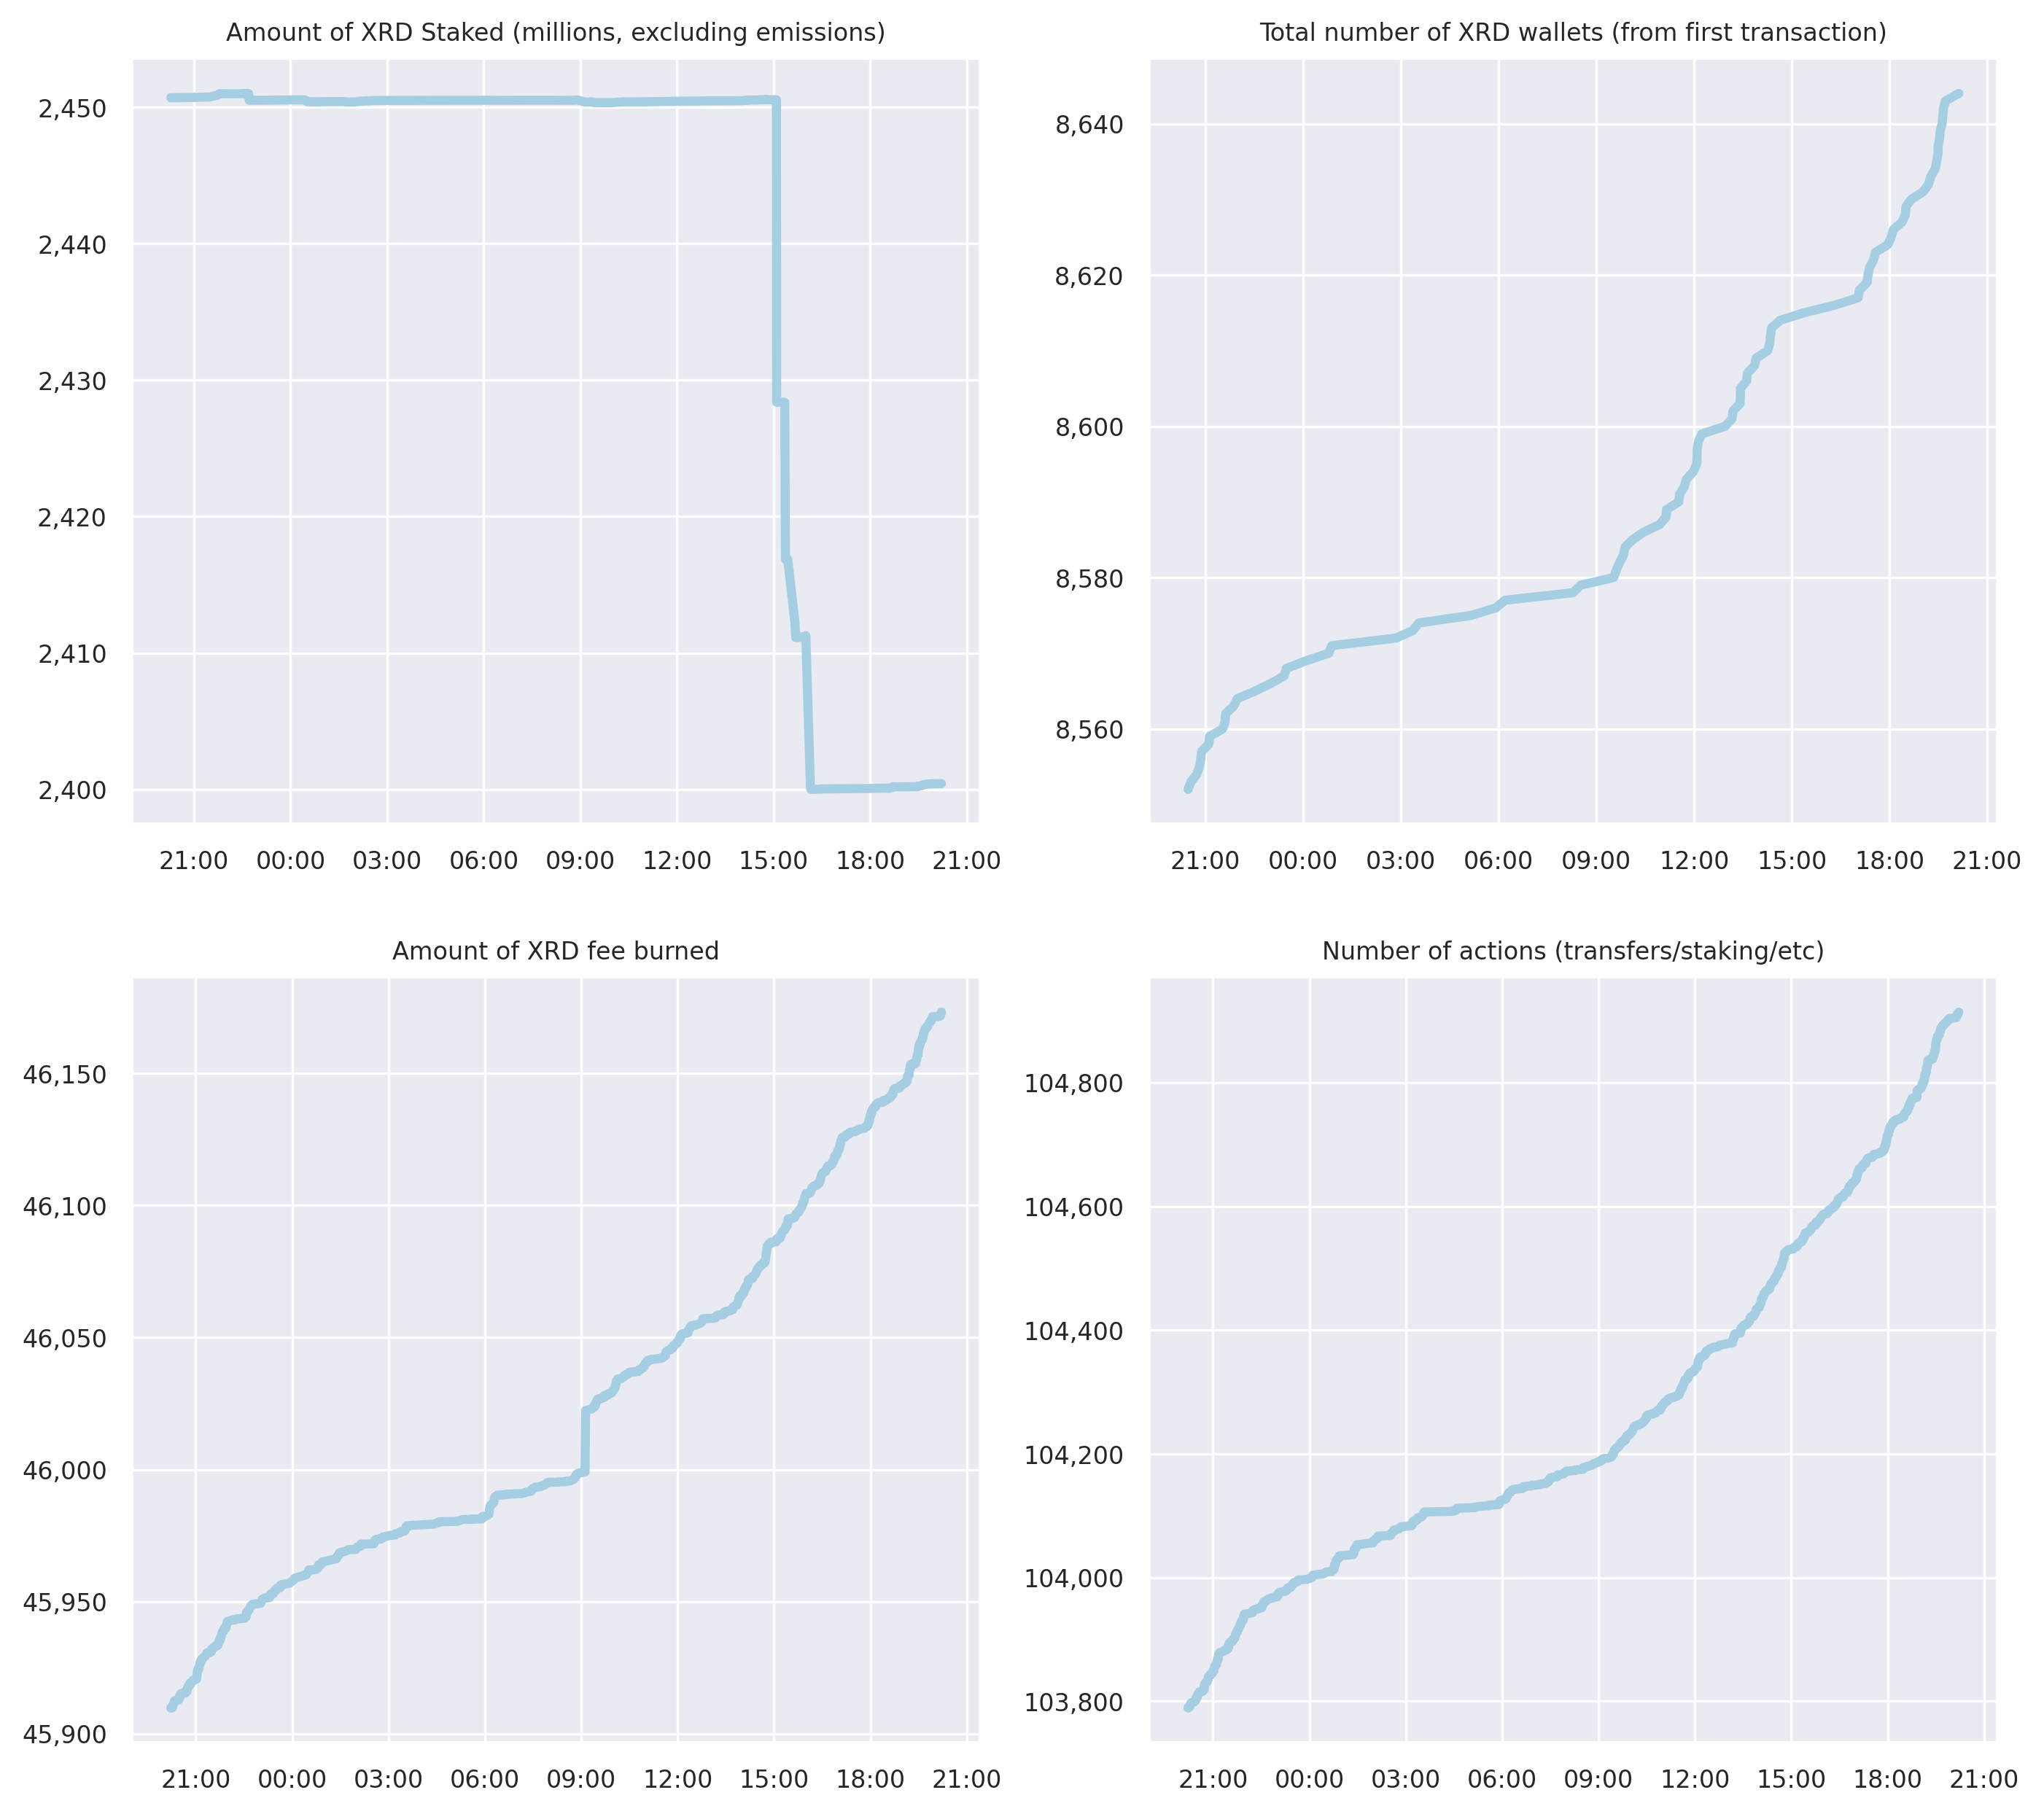 Amount of XRD Staked (millions, excluding emissions)
2,450
2,440
2,430
2,420
2,410
2,400
21:00 00:00 03:00 06:00 09:00 12:00 15:00 18:00 21:00
Total number of XRD wallets (from first transaction)
8,640
8,620
8,600
8,580
8,560
21:00 00:00 03:00 06:00 09:00 12:00 15:00 18:00 21:00
Amount of XRD fee burned
46,150
46,100
46,050
46,000
45,950
45,900
21:00 00:00 03:00 06:00 09:00 12:00 15:00 18:00 21:00
Number of actions (transfers/staking/etc)
104,800
104,600
104,400
104,200
104,000
103,800
21:00 00:00 03:00 06:00 09:00 12:00 15:00 18:00 21:00